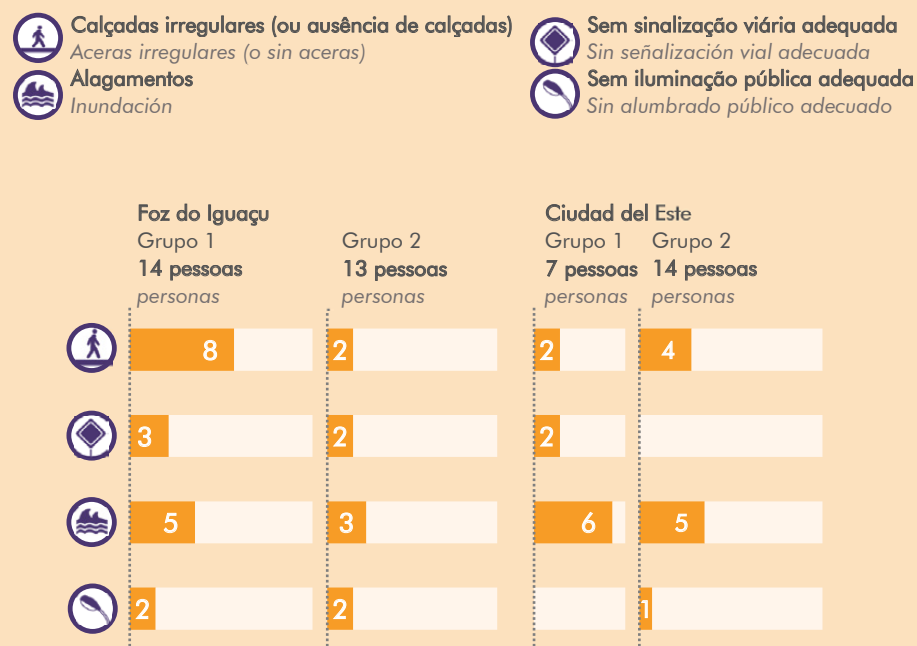 Calçadas irregulares (ou ausência de calçadas)
Aceras irregulares (o sin aceras)
Alagamentos
Inundación
Sem sinalização viária adequada
Sin señalización vial adecuada
Sem iluminação pública adequada
Sin alumbrado público adecuado
Foz do Iguaçu
Grupo 1
14 pessoas
personas
Grupo 2
13 pessoas
personas
Ciudad del Este
Grupo 1
7 pessoas
personas
Grupo 2
14 pessoas
personas
8 2 2 4
3 2 2
5 3 6 5
2 2 1